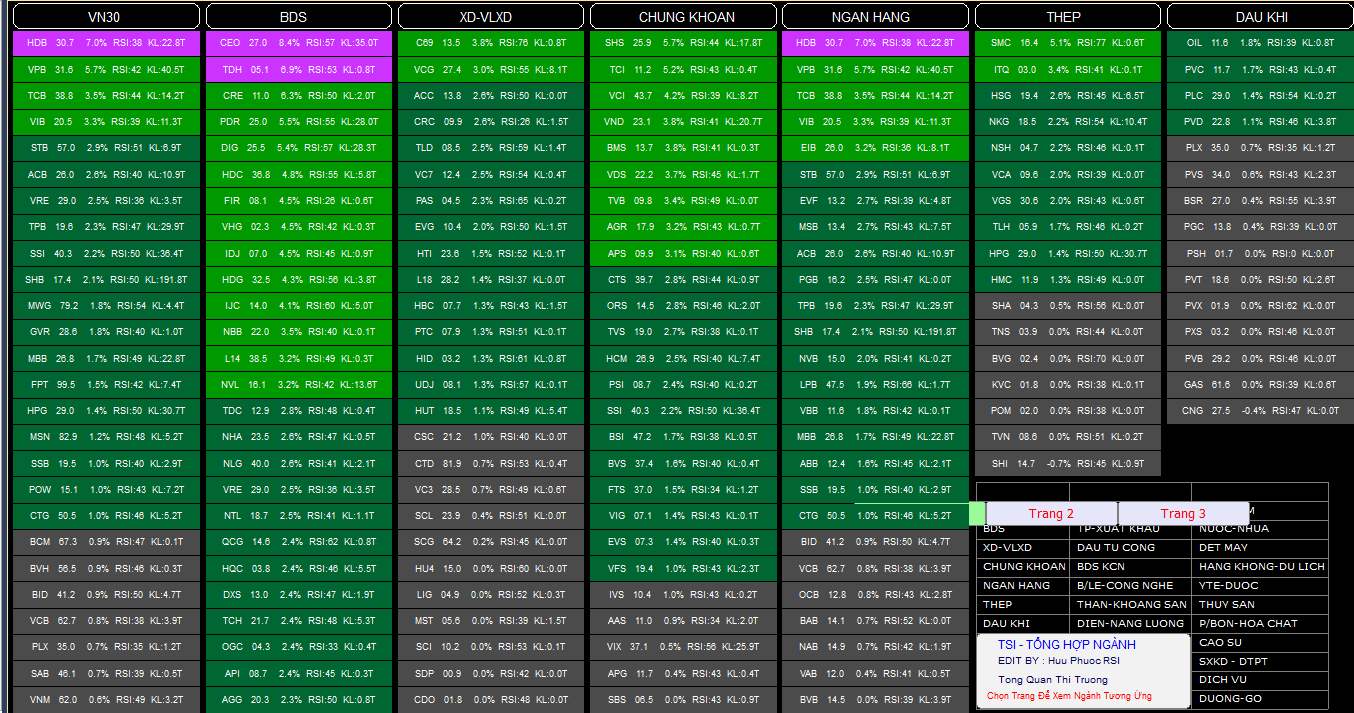 VN30
HDB 30.7 7.0% RSI:38 KL:22.8T
VPB 31.6 5.7% RSI:42 KL:40.5T
TCB 38.8 3.5% RSI:44 KL:14.2T
VIB 20.5 3.3% RSI:39 KL:11.3T
STB 57.0 2.9% RSI:51 KL:6.9T
ACB 26.0 2.6% RSI:40 KL:10.9T
VRE 29.0 2.5% RSI:36 KL:3.5T
TPB 19.6 2.3% RSI:47 KL:29.9T
SSI 40.3 2.2% RSI:50 KL:36.4T
SHB 17.4 2.1% RSI:50 KL:191.8T
MWG 79.2 1.8% RSI:54 KL:4.4T
GVR 28.6 1.8% RSI:40 KL:1.0T
MBB 26.8 1.7% RSI:49 KL:22.8T
FPT 99.5 1.5% RSI:42 KL:7.4T
HPG 29.0 1.4% RSI:50 KL:30.7T
MSN 82.9 1.2% RSI:48 KL:5.2T
SSB 19.5 1.0% RSI:40 KL:2.9T
POW 15.1 1.0% RSI:43 KL:7.2T
CTG 50.5 1.0% RSI:46 KL:5.2T
BCM 67.3 0.9% RSI:47 KL:0.1T
BVH 56.5 0.9% RSI:46 KL:0.3T
BID 41.2 0.9% RSI:50 KL:4.7T
VCB 62.7 0.8% RSI:38 KL:3.9T
PLX 35.0 0.7% RSI:35 KL:1.2T
SAB 46.1 0.7% RSI:39 KL:0.5T
VNM 62.0 0.6% RSI:49 KL:3.2T
BDS
CEO 27.0 8.4% RSI:57 KL:35.0T
TDH 05.1 6.9% RSI:53 KL:0.8T
CRE 11.0 6.3% RSI:50 KL:2.0T
PDR 25.0 5.5% RSI:55 KL:28.0T
DIG 25.5 5.4% RSI:57 KL:28.3T
HDC 36.8 4.8% RSI:55 KL:5.8T
FIR 08.1 4.5% RSI:26 KL:0.6T
VHG 02.3 4.5% RSI:42 KL:0.3T
IDJ 07.0 4.5% RSI:45 KL:0.9T
HDG 32.5 4.3% RSI:56 KL:3.8T
IJC 14.0 4.1% RSI:60 KL:5.0T
NBB 22.0 3.5% RSI:40 KL:0.1T
L14 38.5 3.2% RSI:49 KL:0.3T
NVL 16.1 3.2% RSI:42 KL:13.6T
TDC 12.9 2.8% RSI:48 KL:0.4T
NHA 23.5 2.6% RSI:47 KL:0.5T
NLG 40.0 2.6% RSI:41 KL:2.1T
VRE 29.0 2.5% RSI:36 KL:3.5T
NTL 18.7 2.5% RSI:41 KL:1.1T
QCG 14.6 2.4% RSI:62 KL:0.8T
HQC 03.8 2.4% RSI:46 KL:5.5T
DXS 13.0 2.4% RSI:47 KL:1.9T
TCH 21.7 2.4% RSI:48 KL:5.3T
OGC 04.3 2.4% RSI:33 KL:0.4T
API 08.7 2.4% RSI:45 KL:0.3T
AGG 20.3 2.3% RSI:50 KL:0.8T
XD-VLXD
C69 13.5 3.8% RSI:76 KL:0.8T
VCG 27.4 3.0% RSI:55 KL:8.1T
ACC 13.8 2.6% RSI:50 KL:0.0T
CRC 09.9 2.6% RSI:26 KL:1.5T
TLD 08.5 2.5% RSI:59 KL:1.4T
VC7 12.4 2.5% RSI:54 KL:0.4T
PAS 04.5 2.3% RSI:65 KL:0.2T
EVG 10.4 2.0% RSI:50 KL:1.5T
HTI 23.6 1.5% RSI:52 KL:0.1T
L18 28.2 1.4% RSI:37 KL:0.0T
HBC 07.7 1.3% RSI:43 KL:1.5T
PTC 07.9 1.3% RSI:51 KL:0.1T
HID 03.2 1.3% RSI:61 KL:0.8T
UDJ 08.1 1.3% RSI:57 KL:0.1T
HUT 18.5 1.1% RSI:49 KL:5.4T
CSC 21.2 1.0% RSI:40 KL:0.0T
CTD 81.9 0.7% RSI:53 KL:0.4T
VC3 28.5 0.7% RSI:49 KL:0.6T
SCL 23.9 0.4% RSI:51 KL:0.0T
SCG 64.2 0.2% RSI:45 KL:0.0T
HU4 15.0 0.0% RSI:60 KL:0.0T
LIG 04.9 0.0% RSI:52 KL:0.3T
MST 05.6 0.0% RSI:39 KL:1.5T
SCI 10.2 0.0% RSI:53 KL:0.1T
SDP 00.9 0.0% RSI:42 KL:0.0T
CDO 01.8 0.0% RSI:48 KL:0.0T
CHUNG KHOAN
SHS 25.9 5.7% RSI:44 KL:17.8T
TCI 11.2 5.2% RSI:43 KL:0.4T
VCI 43.7 4.2% RSI:39 KL:8.2T
VND 23.1 3.8% RSI:41 KL:20.7T
BMS 13.7 3.8% RSI:41 KL:0.3T
VDS 22.2 3.7% RSI:45 KL:1.7T
TVB 09.8 3.4% RSI:49 KL:0.0T
AGR 17.9 3.2% RSI:43 KL:0.7T
APS 09.9 3.1% RSI:40 KL:0.6T
CTS 39.7 2.8% RSI:44 KL:0.9T
ORS 14.5 2.8% RSI:46 KL:2.0T
TVS 19.0 2.7% RSI:38 KL:0.1T
HCM 26.9 2.5% RSI:40 KL:7.4T
PSI 08.7 2.4% RSI:40 KL:0.2T
SSI 40.3 2.2% RSI:50 KL:36.4T
BSI 47.2 1.7% RSI:38 KL:0.5T
BVS 37.4 1.6% RSI:40 KL:0.4T
FTS 37.0 1.5% RSI:34 KL:1.2T
VIG 07.1 1.4% RSI:43 KL:0.1T
EVS 07.3 1.4% RSI:40 KL:0.3T
VFS 19.4 1.0% RSI:43 KL:2.3T
IVS 10.4 1.0% RSI:43 KL:0.2T
AAS 11.0 0.9% RSI:34 KL:2.0T
VIX 37.1 0.5% RSI:56 KL:25.9T
APG 11.7 0.4% RSI:43 KL:0.4T
SBS 06.5 0.0% RSI:43 KL:0.9T
NGAN HANG
HDB 30.7 7.0% RSI:38 KL:22.8T
VPB 31.6 5.7% RSI:42 KL:40.5T
TCB 38.8 3.5% RSI:44 KL:14.2T
VIB 20.5 3.3% RSI:39 KL:11.3T
EIB 26.0 3.2% RSI:36 KL:8.1T
STB 57.0 2.9% RSI:51 KL:6.9T
EVF 13.2 2.7% RSI:39 KL:4.8T
MSB 13.4 2.7% RSI:43 KL:7.5T
ACB 26.0 2.6% RSI:40 KL:10.9T
PGB 16.2 2.5% RSI:47 KL:0.0T
TPB 19.6 2.3% RSI:47 KL:29.9T
SHB 17.4 2.1% RSI:50 KL:191.8T
NVB 15.0 2.0% RSI:41 KL:0.2T
LPB 47.5 1.9% RSI:66 KL:1.7T
VBB 11.6 1.8% RSI:42 KL:0.1T
MBB 26.8 1.7% RSI:49 KL:22.8T
ABB 12.4 1.6% RSI:45 KL:2.1T
SSB 19.5 1.0% RSI:40 KL:2.9T
CTG 50.5 1.0% RSI:46 KL:5.2T
BID 41.2 0.9% RSI:50 KL:4.7T
VCB 62.7 0.8% RSI:38 KL:3.9T
OCB 12.8 0.8% RSI:43 KL:2.8T
BAB 14.1 0.7% RSI:52 KL:0.0T
NAB 14.9 0.7% RSI:42 KL:1.9T
VAB 12.0 0.4% RSI:41 KL:0.5T
BVB 14.5 0.0% RSI:39 KL:3.9T
THEP
SMC 16.4 5.1% RSI:77 KL:0.6T
ITQ 03.0 3.4% RSI:41 KL:0.1T
HSG 19.4 2.6% RSI:45 KL:6.5T
NKG 18.5 2.2% RSI:54 KL:10.4T
NSH 04.7 2.2% RSI:46 KL:0.1T
VCA 09.6 2.0% RSI:39 KL:0.0T
VGS 30.6 2.0% RSI:43 KL:0.6T
TLH 05.9 1.7% RSI:46 KL:0.2T
HPG 29.0 1.4% RSI:50 KL:30.7T
HMC 11.9 1.3% RSI:49 KL:0.0T
SHA 04.3 0.5% RSI:56 KL:0.0T
TNS 03.9 0.0% RSI:44 KL:0.0T
BVG 02.4 0.0% RSI:70 KL:0.0T
KVC 01.8 0.0% RSI:38 KL:0.1T
POM 02.0 0.0% RSI:38 KL:0.0T
TVN 08.6 0.0% RSI:51 KL:0.2T
SHI 14.7 -0.7% RSI:45 KL:0.9T
DAU KHI
OIL 11.6 1.8% RSI:39 KL:0.8T
PVC 11.7 1.7% RSI:43 KL:0.4T
PLC 29.0 1.4% RSI:54 KL:0.2T
PVD 22.8 1.1% RSI:46 KL:3.8T
PLX 35.0 0.7% RSI:35 KL:1.2T
PVS 34.0 0.6% RSI:43 KL:2.3T
BSR 27.0 0.4% RSI:55 KL:3.9T
PGC 13.8 0.4% RSI:39 KL:0.0T
PSH 01.7 0.0% RSI:0 KL:0.0T
PVT 18.6 0.0% RSI:50 KL:2.6T
PVX 01.9 0.0% RSI:62 KL:0.0T
PXS 03.2 0.0% RSI:46 KL:0.0T
PVB 29.2 0.0% RSI:46 KL:0.0T
GAS 61.6 0.0% RSI:39 KL:0.6T
CNG 27.5 -0.4% RSI:47 KL:0.0T
Trang 2 Trang 3
BDS TP-XUAT KHAU NUOC-NHUA
XD-VLXD DAU TU CONG DET MAY
CHUNG KHOAN BDS KCN HANG KHONG-DU LICH
NGAN HANG B/LE-CONG NGHE YTE-DUOC
THEP THAN-KHOANG SAN THUY SAN
DAU KHI DIEN-NANG LUONG P/BON-HOA CHAT
CAO SU
SXKD - DTPT
DICH VU
DUONG-GO
TSI - TỔNG HỢP NGÀNH
EDIT BY : Huu Phuoc RSI
Tong Quan Thi Truong
Chọn Trang Để Xem Ngành Tương Ứng